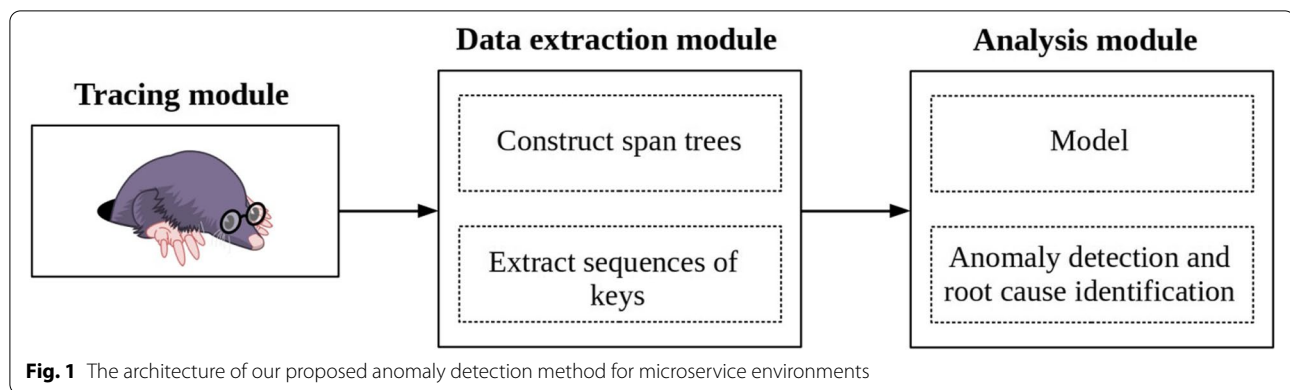 Tracing module
Data extraction module
Construct span trees
Extract sequences of
keys
Analysis module
Model
Anomaly detection and
root cause identification
Fig. 1 The architecture of our proposed anomaly detection method for microservice environments